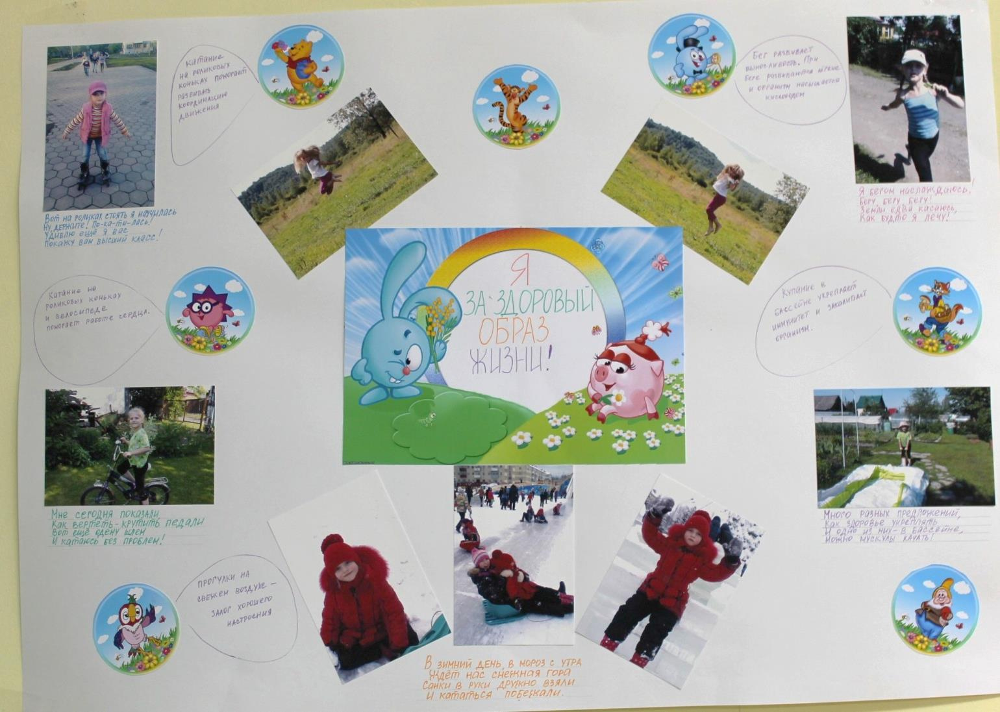 Катание
на роликовых
коньках помогает
развивать
координацию
движения
Бег развивает
выносливость. При
беге развиваются лёгкие
и организм насыщается
кислородом
Вот на роликах стоять я научилась
Ну, держите! По-ка-ти-лась!
Удивлю ещё я вас
Покажу вам высший класс!
Я бегом наслаждаюсь,
Бегу, бегу, бегу!
Земли едва касаюсь,
Как будто я лечу!
Я
ЗА ЗДОРОВЫЙ
ОБРАЗ
ЖИЗНИ!
Катание на
роликовых коньках
и велосипеде
помогает работе сердца.
Купание в
бассейне укрепляет
иммунитет и закаливает
организм.
Мне сегодня показали
Как вертеть-крутить педали
Вот ещё одену шлем
И катаюсь без проблем!
Много разных предложений,
Как здоровье укреплять
И одно из них - в бассейне,
Можно мускулы качать!
Прогулки на
свежем воздухе –
залог хорошего
настроения
В зимний день, в мороз с утра
Ждёт нас снежная гора
Санки в руки дружно взяли
И кататься побежали.